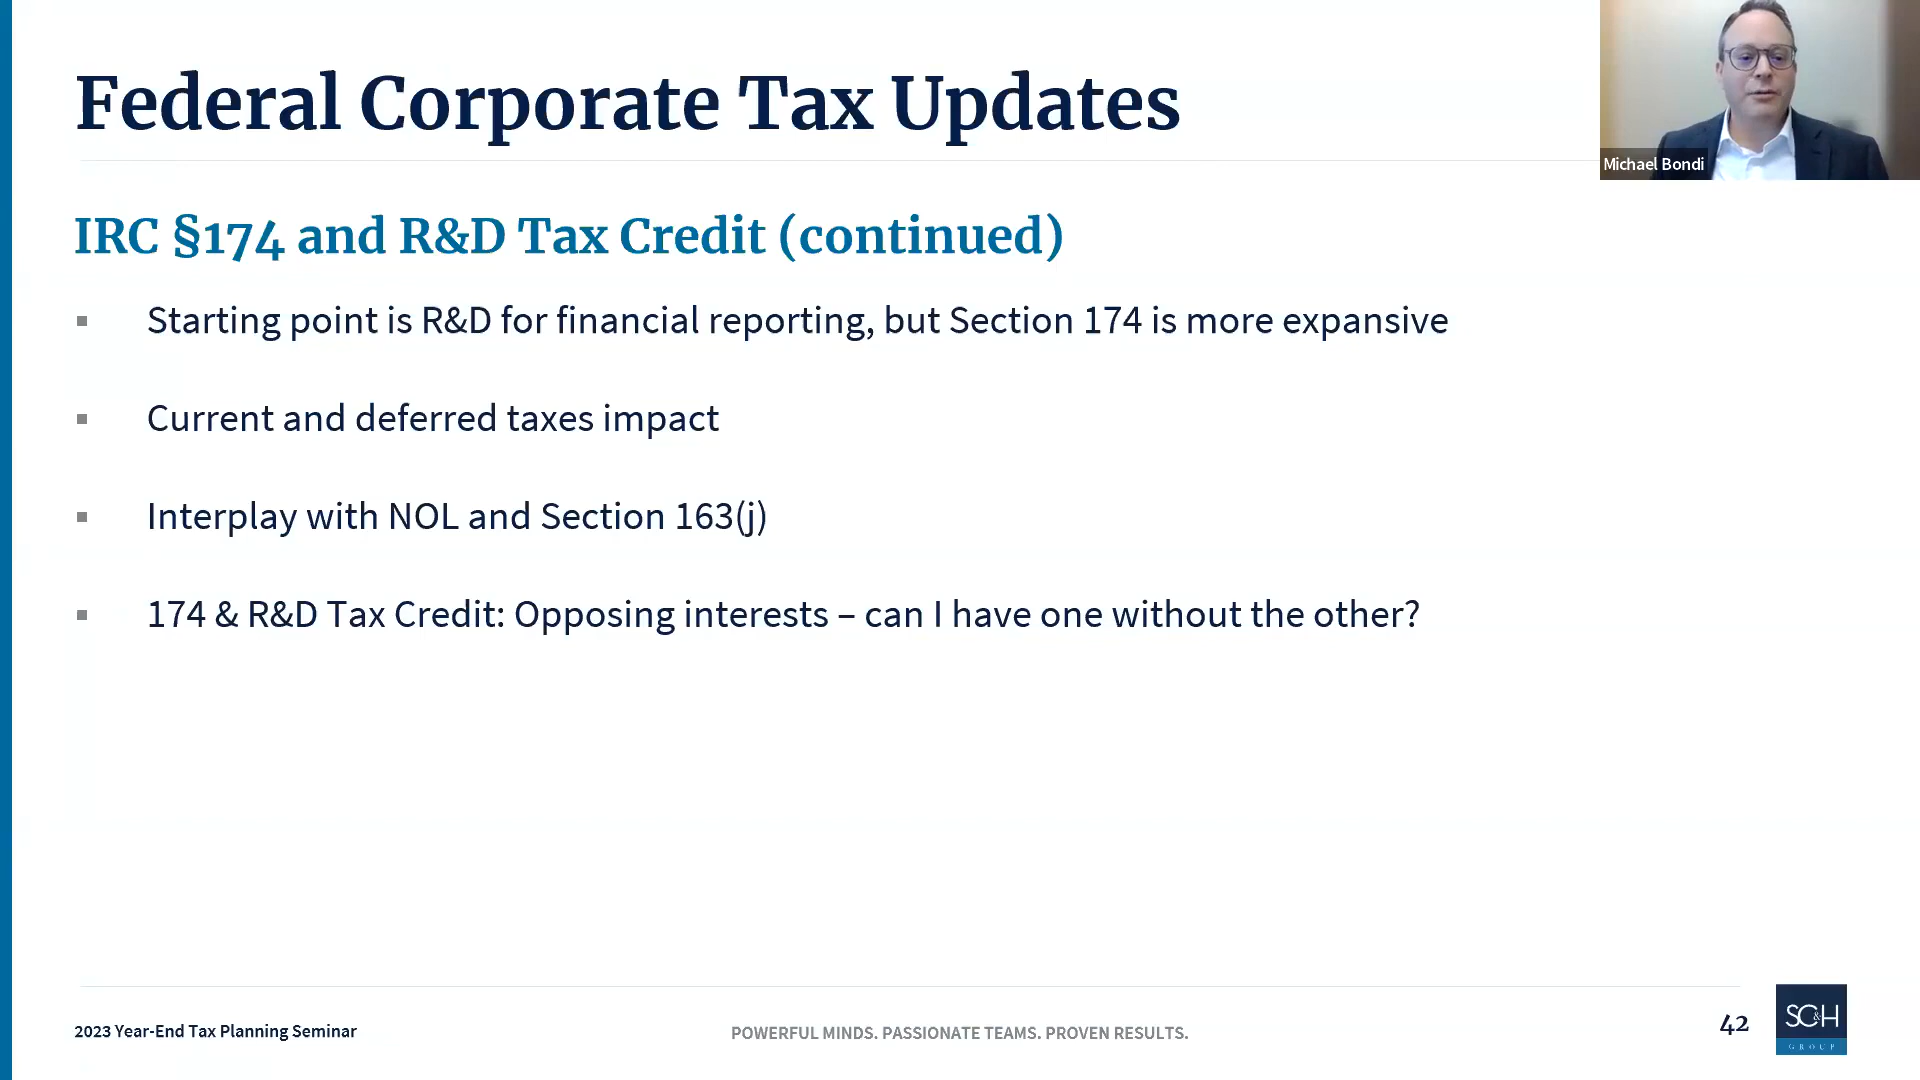 Federal Corporate Tax Updates
Michael Bondi
IRC §174 and R&D Tax Credit (continued)
▪ Starting point is R&D for financial reporting, but Section 174 is more expansive
▪ Current and deferred taxes impact
▪ Interplay with NOL and Section 163(j)
▪ 174 & R&D Tax Credit: Opposing interests – can I have one without the other?
2023 Year-End Tax Planning Seminar
POWERFUL MINDS. PASSIONATE TEAMS. PROVEN RESULTS.
42
SC&H
GROUP